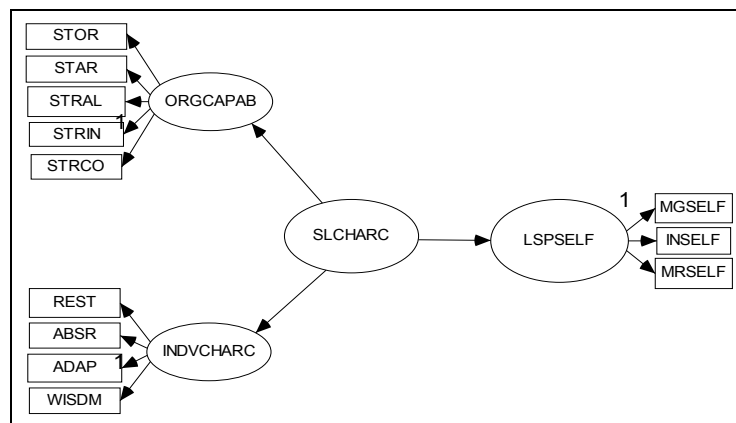 STOR
STAR
STRAL
STRIN
STRCO
1
ORGCAPAB
SLCHARC
LSPSELF
1
MGSELF
INSELF
MRSELF
REST
ABSR
ADAP
WISDM
1
INDVCHARC